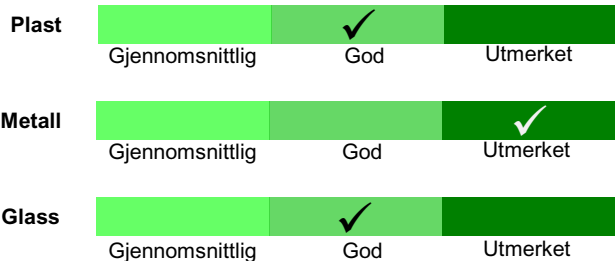 Plast
Gjennomsnittlig God Utmerket
Metall
Gjennomsnittlig God Utmerket
Glass
Gjennomsnittlig God Utmerket